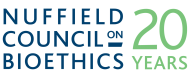 NUFFIELD
COUNCIL ON
BIOETHICS
20
YEARS